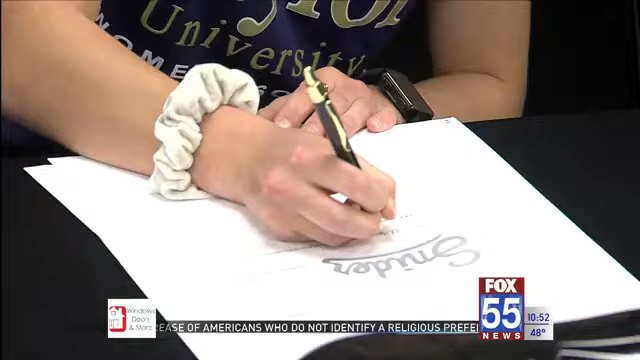 University
Snider
Windows
Doors
& More
EASE OF AMERICANS WHO DO NOT IDENTIFY A RELIGIOUS PREFE
FOX
55
NEWS
10:52
48°